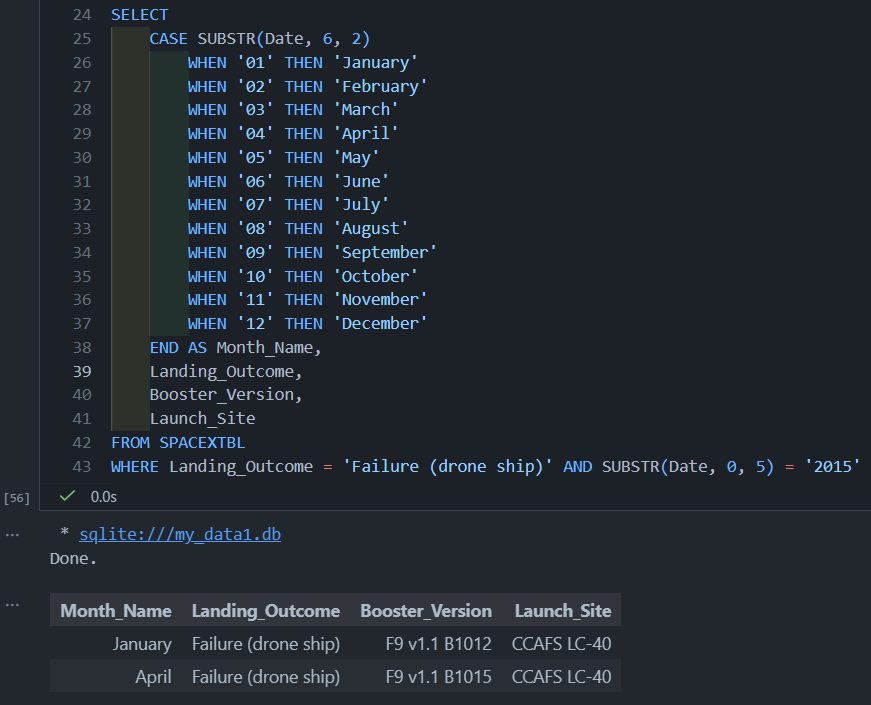 24 SELECT
25 CASE SUBSTR(Date, 6, 2)
26 WHEN '01' THEN 'January'
27 WHEN '02' THEN 'February'
28 WHEN '03' THEN 'March'
29 WHEN '04' THEN 'April'
30 WHEN '05' THEN 'May'
31 WHEN '06' THEN 'June'
32 WHEN '07' THEN 'July'
33 WHEN '08' THEN 'August'
34 WHEN '09' THEN 'September'
35 WHEN '10' THEN 'October'
36 WHEN '11' THEN 'November'
37 WHEN '12' THEN 'December'
38 END AS Month_Name,
39 Landing_Outcome,
40 Booster_Version,
41 Launch_Site
42 FROM SPACEXTBL
43 WHERE Landing_Outcome = 'Failure (drone ship)' AND SUBSTR(Date, 0, 5) = '2015'
[56] ✓ 0.0s
... * sqlite:///my_data1.db
Done.
...
Month_Name Landing_Outcome Booster_Version Launch_Site
January Failure (drone ship) F9 v1.1 B1012 CCAFS LC-40
April Failure (drone ship) F9 v1.1 B1015 CCAFS LC-40